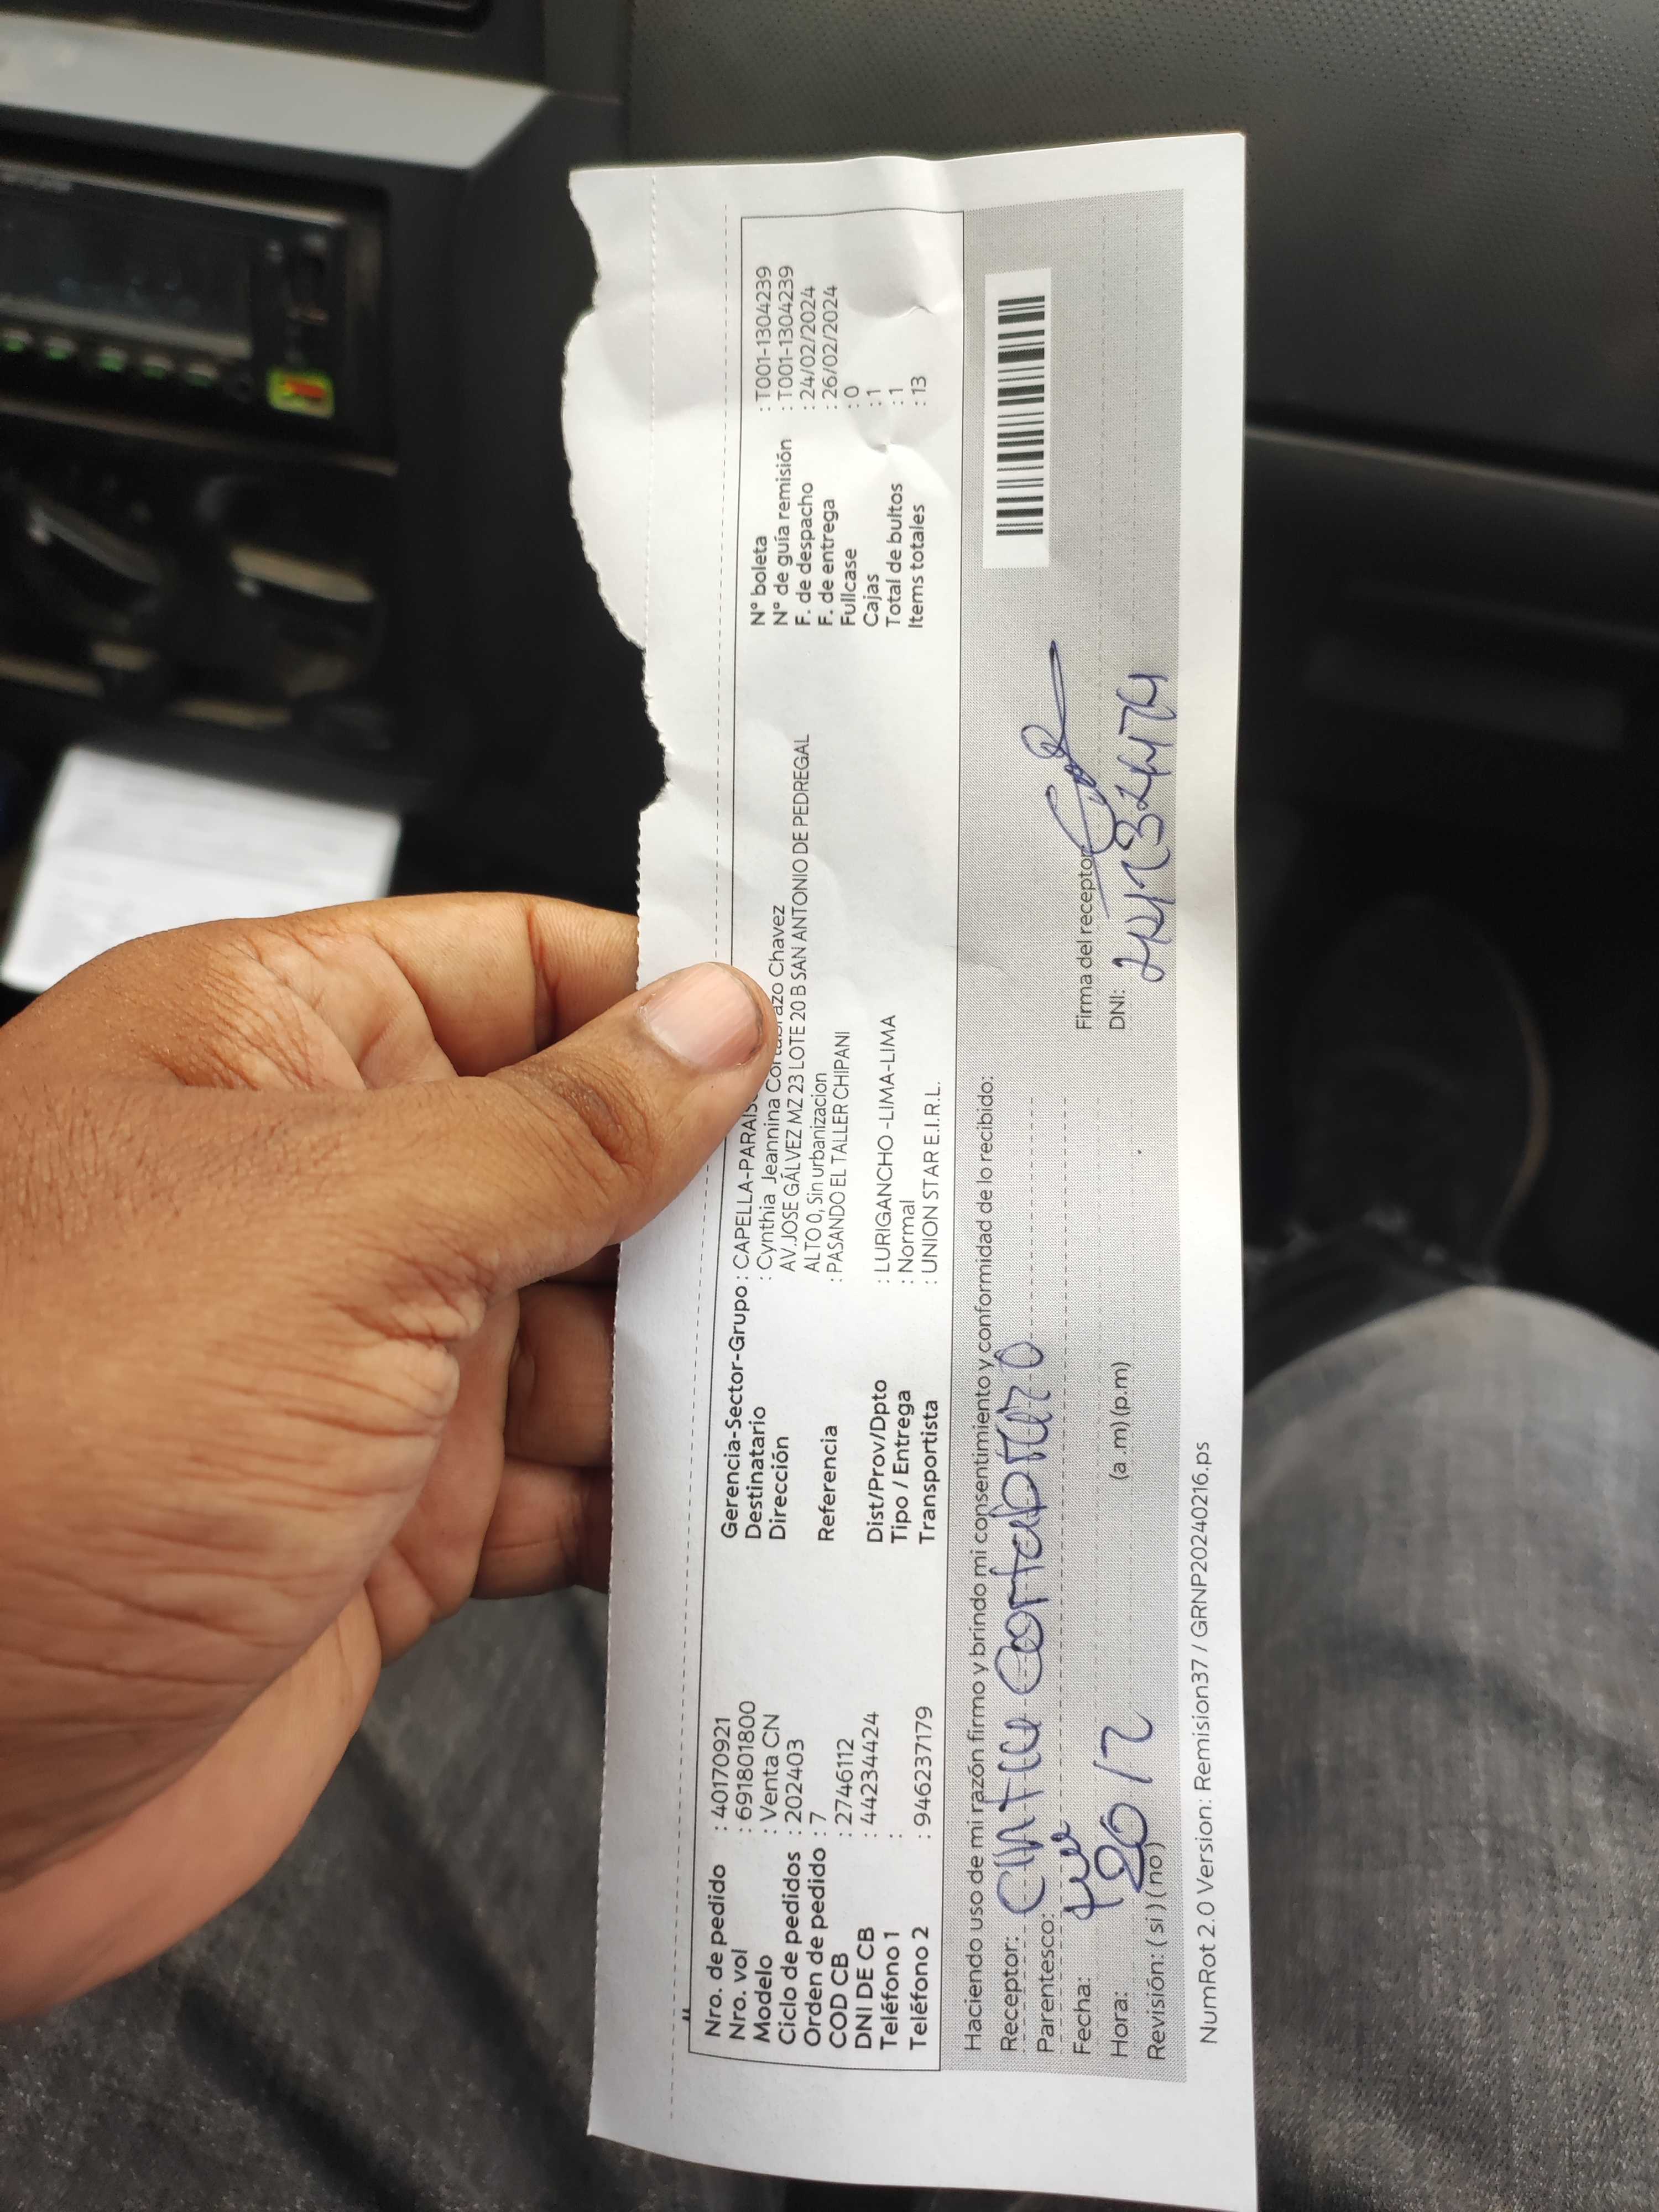 Nro. de pedido : 40170921
Nro. vol : 691801800
Modelo : Venta CN
Ciclo de pedidos : 202403
Orden de pedido : 7
COD CB : 2746112
DNI DE CB : 44234424
Teléfono 1 :
Teléfono 2 : 946237179
Gerencia-Sector-Grupo : CAPELLA-PARAIS
Destinatario : Cynthia Jeannina Cortabrazo Chavez
Dirección AV. JOSE GÁLVEZ MZ 23 LOTE 20 B SAN ANTONIO DE PEDREGAL
ALTO 0, Sin urbanizacion
Referencia : PASANDO EL TALLER CHIPANI
Dist/Prov/Dpto : LURIGANCHO -LIMA-LIMA
Tipo / Entrega : Normal
Transportista : UNION STAR E.I.R.L.
N° boleta : T001-1304239
N° de guía remisión : T001-1304239
F. de despacho : 24/02/2024
F. de entrega : 26/02/2024
Fullcase : 0
Cajas : 1
Total de bultos : 1
Items totales : 13
Haciendo uso de mi razón firmo y brindo mi consentimiento y conformidad de lo recibido:
Receptor: Cortabrazo
Parentesco:
Fecha:
Hora: (a .m) (p.m)
Revisión: ( si ) ( no )
Firma del receptor
DNI:
NumRot 2.0 Version: Remision37 / GRNP20240216.ps